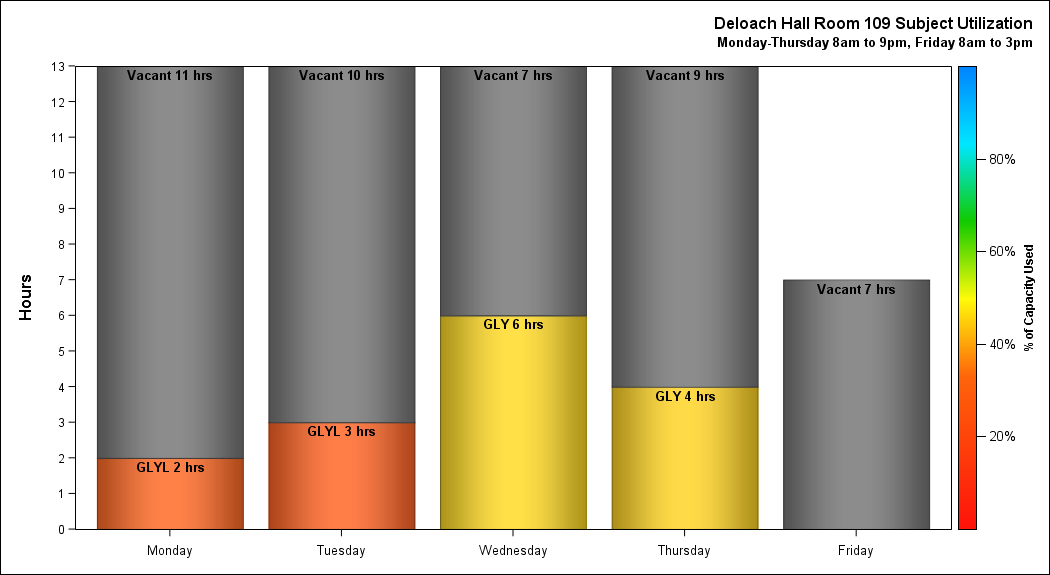 Deloach Hall Room 109 Subject Utilization
Monday-Thursday 8am to 9pm, Friday 8am to 3pm
13
12
11
10
9
8
7
6
5
4
3
2
1
0
Hours
Vacant 11 hrs
GLYL 2 hrs
Vacant 10 hrs
GLYL 3 hrs
Vacant 7 hrs
GLY 6 hrs
Vacant 9 hrs
GLY 4 hrs
Vacant 7 hrs
Monday
Tuesday
Wednesday
Thursday
Friday
80%
60%
40%
20%
% of Capacity Used